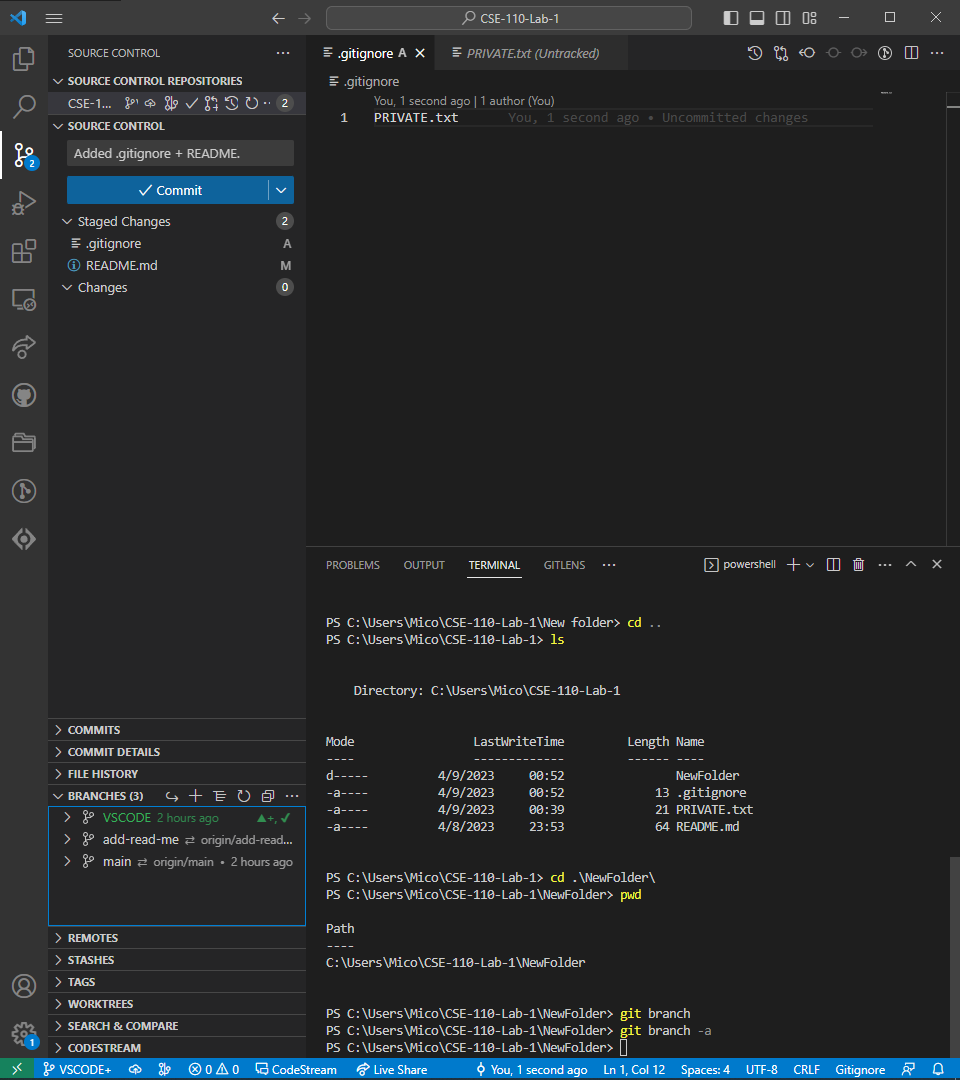 CSE-110-Lab-1
SOURCE CONTROL
SOURCE CONTROL REPOSITORIES
CSE-1... 2
SOURCE CONTROL
Added .gitignore + README.
Commit
Staged Changes 2
.gitignore A
README.md M
Changes 0
2
1
COMMITS
COMMIT DETAILS
FILE HISTORY
BRANCHES (3)
VSCODE 2 hours ago
add-read-me ⇄ origin/add-read...
main ⇄ origin/main • 2 hours ago
REMOTES
STASHES
TAGS
WORKTREES
SEARCH & COMPARE
CODESTREAM
.gitignore A PRIVATE.txt (Untracked)
.gitignore
You, 1 second ago | 1 author (You)
1 PRIVATE.txt You, 1 second ago • Uncommitted changes
PROBLEMS OUTPUT TERMINAL GITLENS powershell
PS C:\Users\Mico\CSE-110-Lab-1\New folder> cd ..
PS C:\Users\Mico\CSE-110-Lab-1> ls
Directory: C:\Users\Mico\CSE-110-Lab-1
Mode LastWriteTime Length Name
---- ------------- ------ ----
d----- 4/9/2023 00:52 NewFolder
-a---- 4/9/2023 00:52 13 .gitignore
-a---- 4/9/2023 00:39 21 PRIVATE.txt
-a---- 4/8/2023 23:53 64 README.md
PS C:\Users\Mico\CSE-110-Lab-1> cd .\NewFolder\
PS C:\Users\Mico\CSE-110-Lab-1\NewFolder> pwd
Path
----
C:\Users\Mico\CSE-110-Lab-1\NewFolder
PS C:\Users\Mico\CSE-110-Lab-1\NewFolder> git branch
PS C:\Users\Mico\CSE-110-Lab-1\NewFolder> git branch -a
PS C:\Users\Mico\CSE-110-Lab-1\NewFolder>
VSCODE+ 0 0 CodeStream Live Share You, 1 second ago Ln 1, Col 12 Spaces: 4 UTF-8 CRLF Gitignore